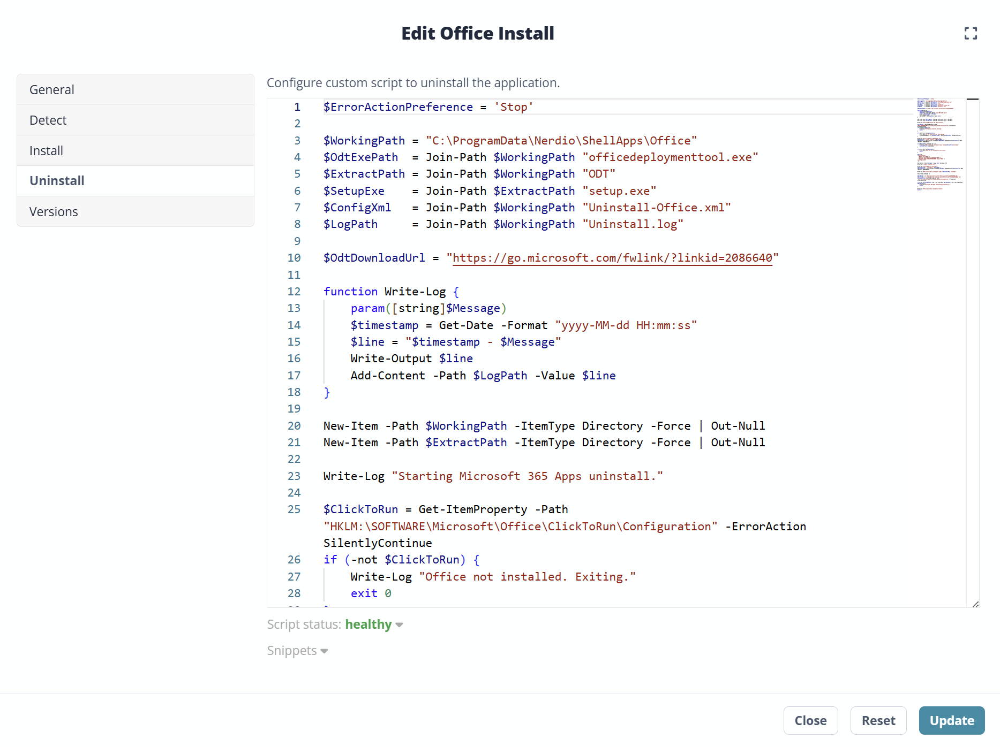 Edit Office Install
General
Detect
Install
Uninstall
Versions
Configure custom script to uninstall the application.
1 $ErrorActionPreference = 'Stop'
2
3 $WorkingPath = "C:\ProgramData\Nerdio\ShellApps\Office"
4 $OdtExePath  = Join-Path $WorkingPath "officedeploymenttool.exe"
5 $ExtractPath = Join-Path $WorkingPath "ODT"
6 $SetupExe    = Join-Path $ExtractPath "setup.exe"
7 $ConfigXml   = Join-Path $WorkingPath "Uninstall-Office.xml"
8 $LogPath     = Join-Path $WorkingPath "Uninstall.log"
9
10 $OdtDownloadUrl = "https://go.microsoft.com/fwlink/?linkid=2086640"
11
12 function Write-Log {
13     param([string]$Message)
14     $timestamp = Get-Date -Format "yyyy-MM-dd HH:mm:ss"
15     $line = "$timestamp - $Message"
16     Write-Output $line
17     Add-Content -Path $LogPath -Value $line
18 }
19
20 New-Item -Path $WorkingPath -ItemType Directory -Force | Out-Null
21 New-Item -Path $ExtractPath -ItemType Directory -Force | Out-Null
22
23 Write-Log "Starting Microsoft 365 Apps uninstall."
24
25 $ClickToRun = Get-ItemProperty -Path
"HKLM:\SOFTWARE\Microsoft\Office\ClickToRun\Configuration" -ErrorAction
SilentlyContinue
26 if (-not $ClickToRun) {
27     Write-Log "Office not installed. Exiting."
28     exit 0
Script status: healthy
Snippets
Close
Reset
Update